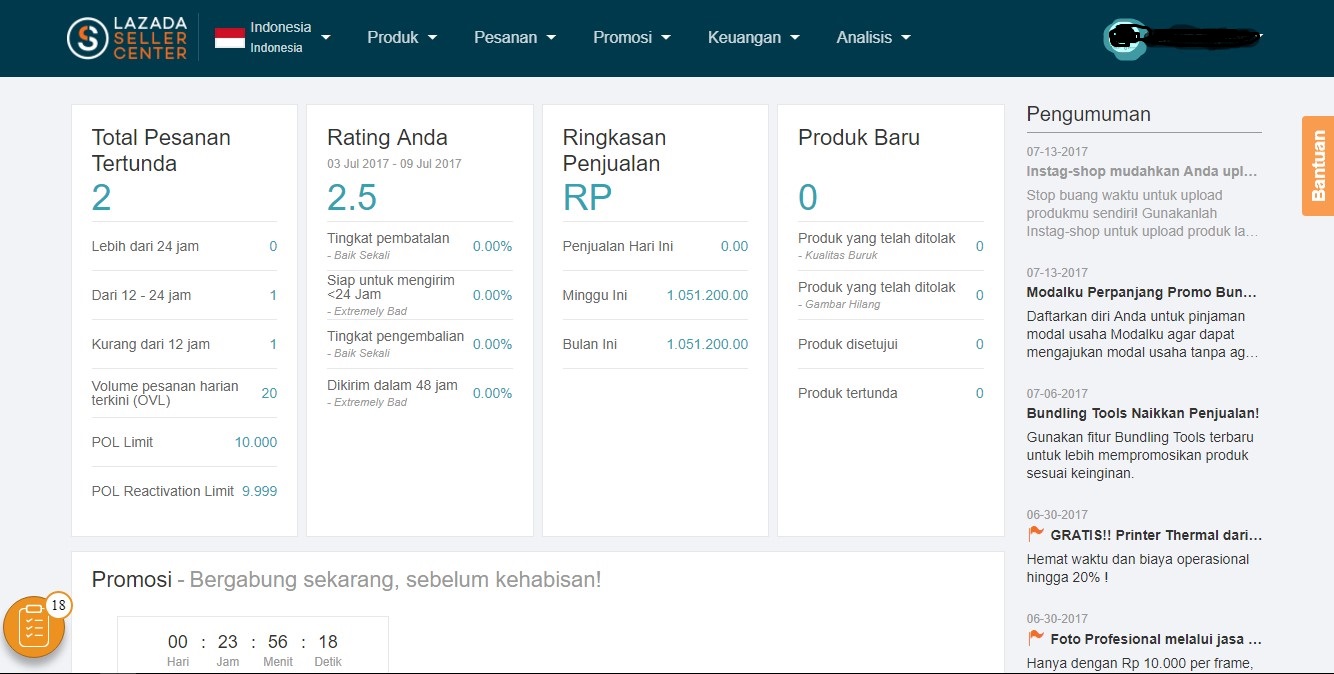 LAZADA
SELLER
CENTER
Indonesia
Indonesia
Produk
Pesanan
Promosi
Keuangan
Analisis
Total Pesanan
Tertunda
2
Lebih dari 24 jam 0
Dari 12 - 24 jam 1
Kurang dari 12 jam 1
Volume pesanan harian
terkini (OVL) 20
POL Limit 10.000
POL Reactivation Limit 9.999
Rating Anda
03 Jul 2017 - 09 Jul 2017
2.5
Tingkat pembatalan 0.00%
- Baik Sekali
Siap untuk mengirim
<24 Jam 0.00%
- Extremely Bad
Tingkat pengembalian 0.00%
- Baik Sekali
Dikirim dalam 48 jam 0.00%
- Extremely Bad
Ringkasan
Penjualan
RP
Penjualan Hari Ini 0.00
Minggu Ini 1.051.200.00
Bulan Ini 1.051.200.00
Produk Baru
0
Produk yang telah ditolak 0
- Kualitas Buruk
Produk yang telah ditolak 0
- Gambar Hilang
Produk disetujui 0
Produk tertunda 0
Pengumuman
07-13-2017
Instag-shop mudahkan Anda upl...
Stop buang waktu untuk upload
produkmu sendiri! Gunakanlah
Instag-shop untuk upload produk la...
07-13-2017
Modalku Perpanjang Promo Bun...
Daftarkan diri Anda untuk pinjaman
modal usaha Modalku agar dapat
mengajukan modal usaha tanpa ag...
07-06-2017
Bundling Tools Naikkan Penjualan!
Gunakan fitur Bundling Tools terbaru
untuk lebih mempromosikan produk
sesuai keinginan.
06-30-2017
GRATIS!! Printer Thermal dari...
Hemat waktu dan biaya operasional
hingga 20% !
06-30-2017
Foto Profesional melalui jasa ...
Hanya dengan Rp 10.000 per frame,
Bantuan
Promosi - Bergabung sekarang, sebelum kehabisan!
00 : 23 : 56 : 18
Hari Jam Menit Detik
18